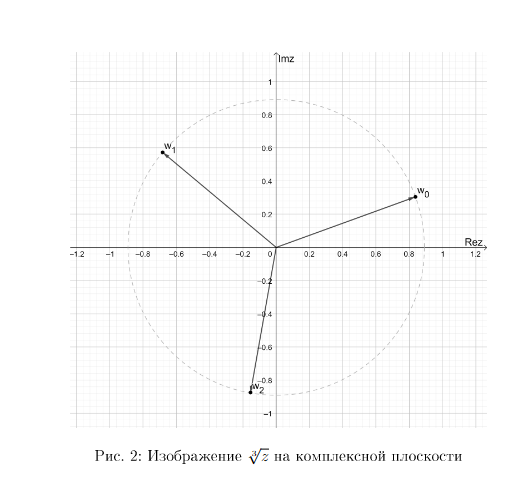 Imz
1
0.8
w1
0.6
0.4
w0
0.2
Rez
−1.2 −1 −0.8 −0.6 −0.4 −0.2 0 0.2 0.4 0.6 0.8 1 1.2
−0.2
−0.4
−0.6
−0.8
w2
−1
Рис. 2: Изображение ∛z на комплексной плоскости